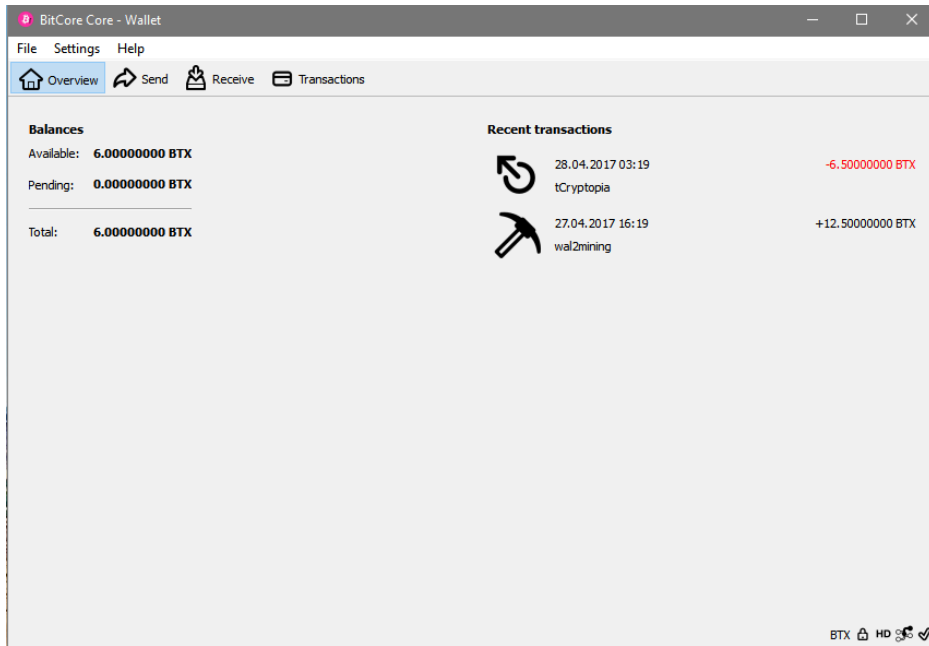 BitCore Core - Wallet
File Settings Help
Overview Send Receive Transactions
Balances
Available: 6.00000000 BTX
Pending: 0.00000000 BTX
Total: 6.00000000 BTX
Recent transactions
28.04.2017 03:19 -6.50000000 BTX
tCryptopia
27.04.2017 16:19 +12.50000000 BTX
wal2mining
BTX HD